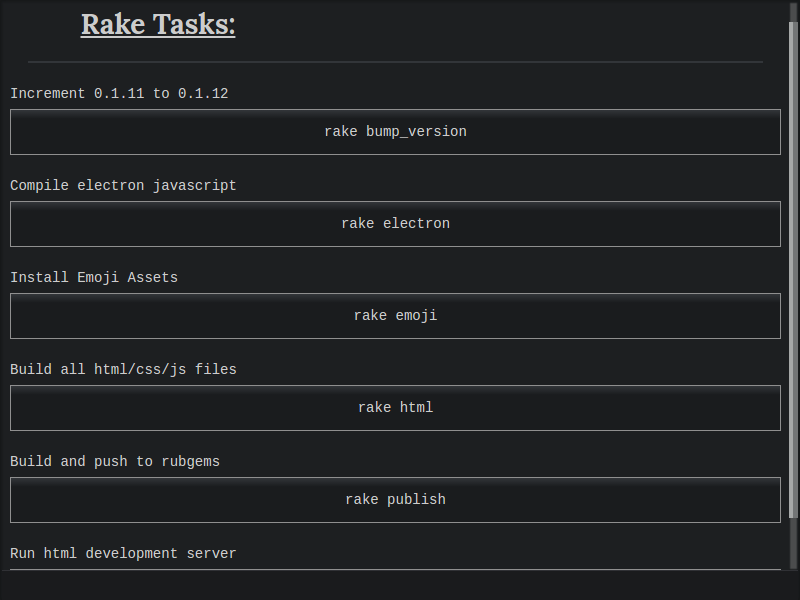 Rake Tasks:
Increment 0.1.11 to 0.1.12
rake bump_version
Compile electron javascript
rake electron
Install Emoji Assets
rake emoji
Build all html/css/js files
rake html
Build and push to rubgems
rake publish
Run html development server